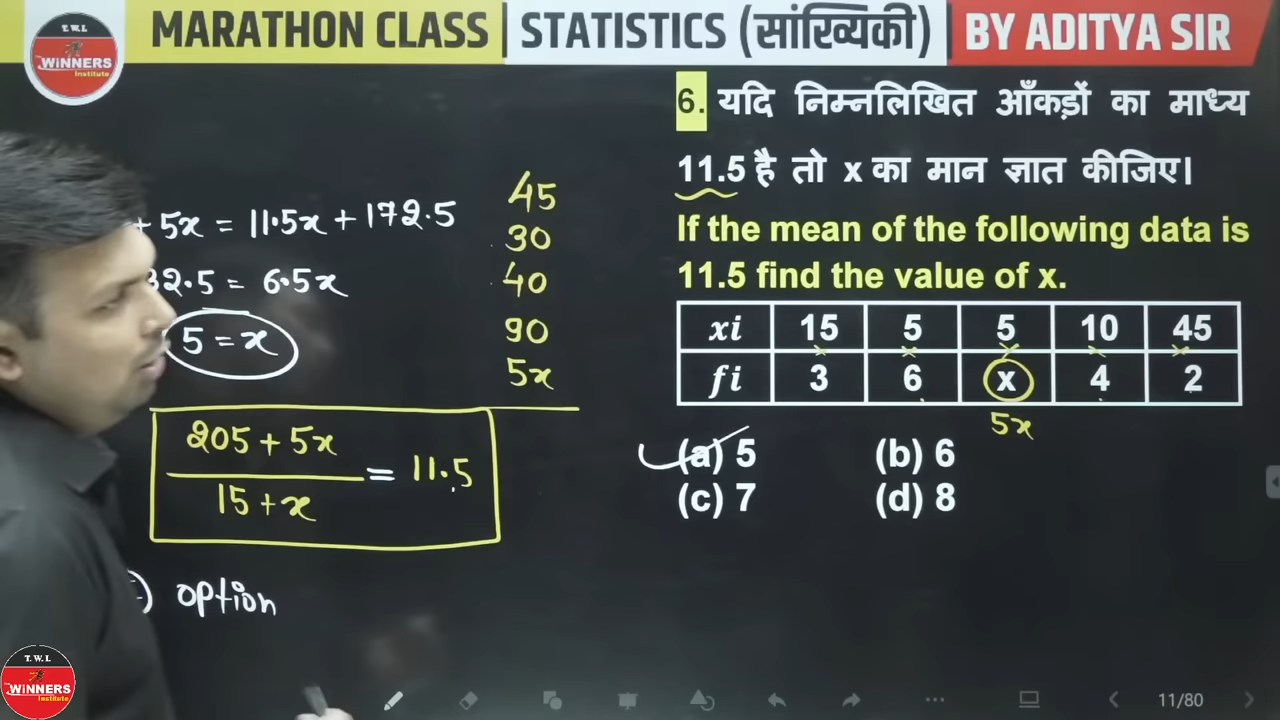 MARATHON CLASS STATISTICS (सांख्यिकी) BY ADITYA SIR
T.W.L
WiNNERS
Institute
6. यदि निम्नलिखित आँकड़ों का माध्य
11.5 है तो x का मान ज्ञात कीजिए।
If the mean of the following data is
11.5 find the value of x.
xi 15 5 5 10 45
fi 3 6 x 4 2
5x
(a) 5 (b) 6
(c) 7 (d) 8
+ 5x = 11.5x + 172.5
32.5 = 6.5x
5 = x
45
30
40
90
5x
205 + 5x
15 + x
= 11.5
option
T.W.L
WiNNERS
Institute
11/80